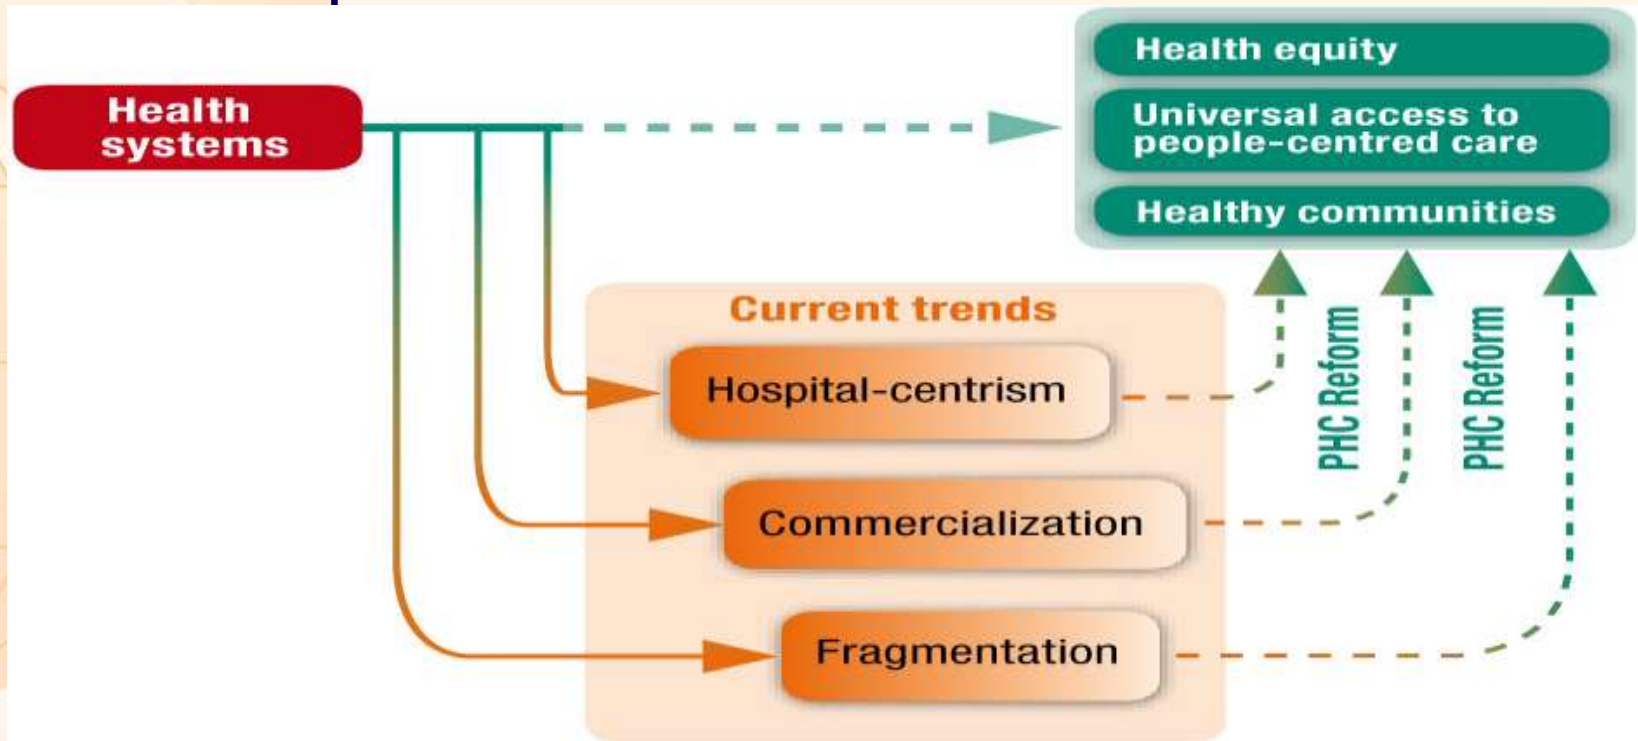 Health
systems
Health equity
Universal access to
people-centred care
Healthy communities
Current trends
Hospital-centrism
Commercialization
Fragmentation
PHC Reform
PHC Reform